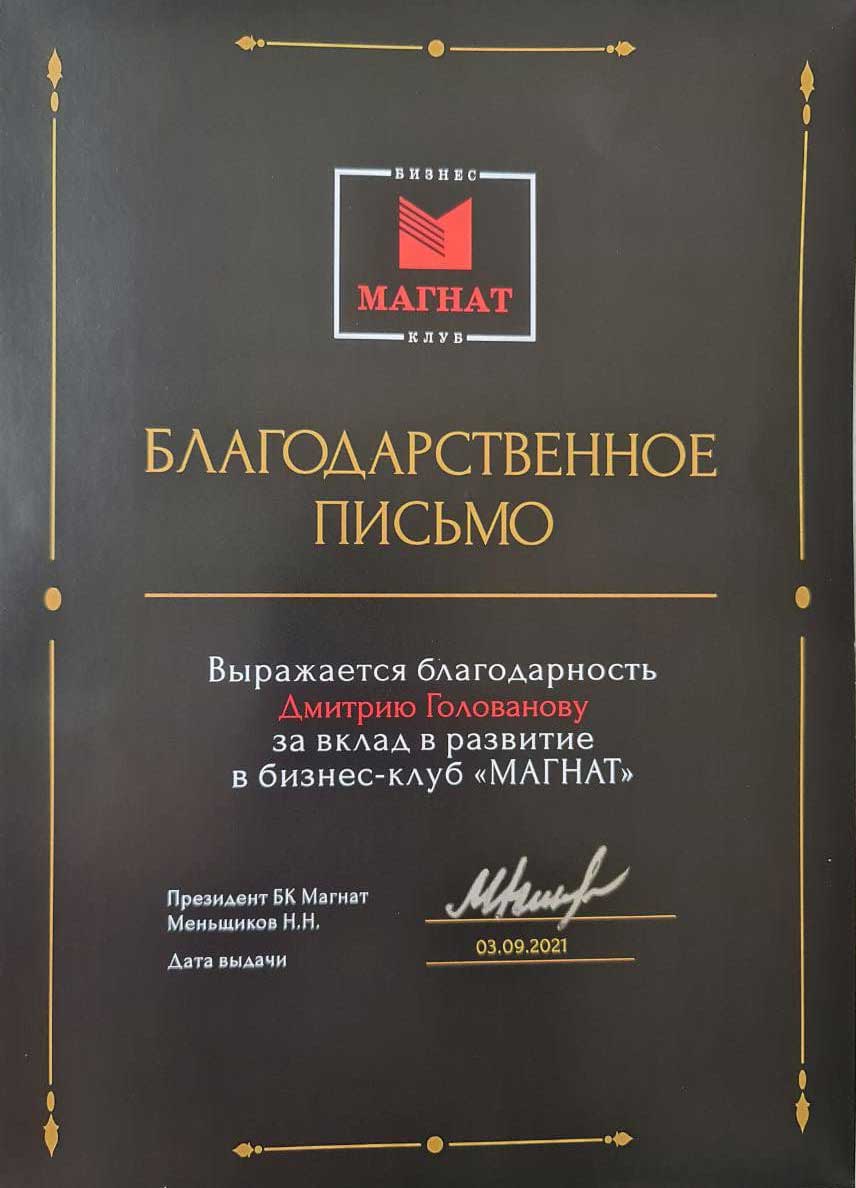 БИЗНЕС
МАГНАТ
КЛУБ
БЛАГОДАРСТВЕННОЕ
ПИСЬМО
Выражается благодарность
Дмитрию Голованову
за вклад в развитие
в бизнес-клуб «МАГНАТ»
Президент БК Магнат
Меньщиков Н.Н.
Дата выдачи
03.09.2021